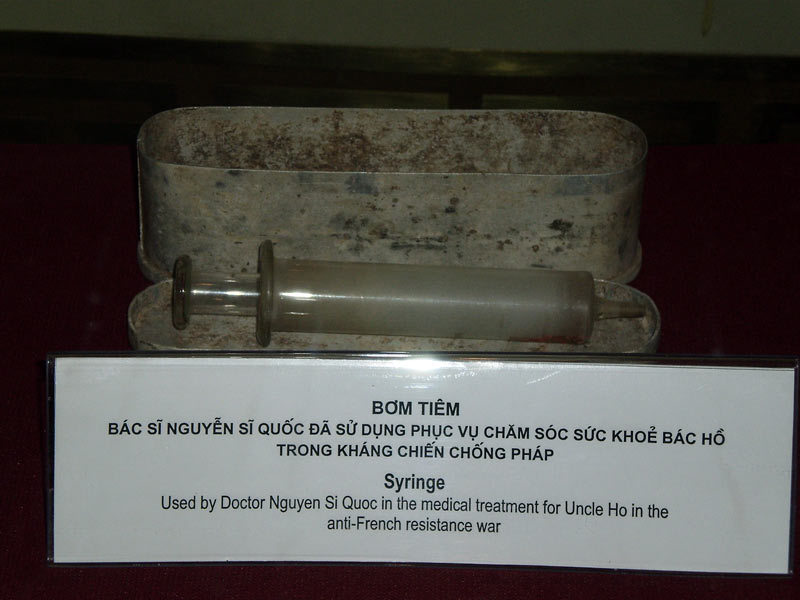 BƠM TIÊM
BÁC SĨ NGUYỄN SĨ QUỐC ĐÃ SỬ DỤNG PHỤC VỤ CHĂM SÓC SỨC KHOẺ BÁC HỒ
TRONG KHÁNG CHIẾN CHỐNG PHÁP
Syringe
Used by Doctor Nguyen Si Quoc in the medical treatment for Uncle Ho in the
anti-French resistance war